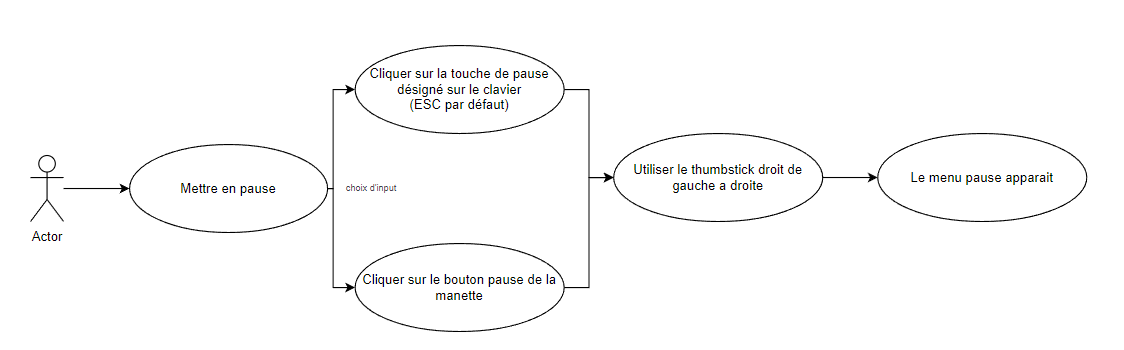 Actor
Mettre en pause
choix d'input
Cliquer sur la touche de pause
désigné sur le clavier
(ESC par défaut)
Cliquer sur le bouton pause de la
manette
Utiliser le thumbstick droit de
gauche a droite
Le menu pause apparait